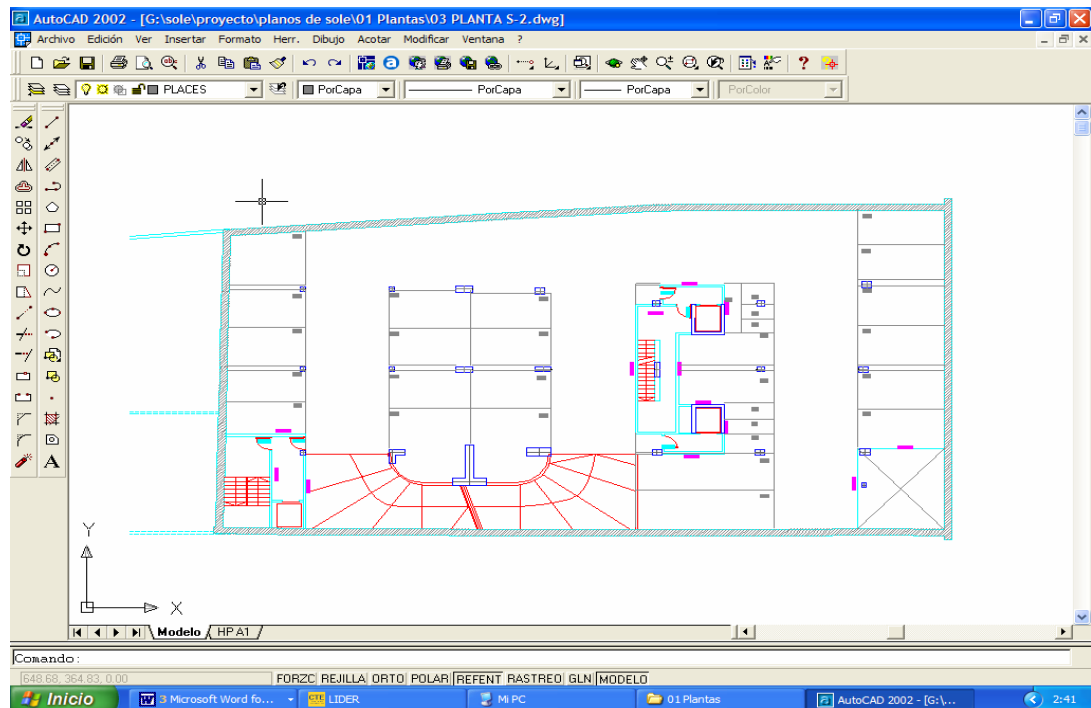 AutoCAD 2002 - [G:\sole\proyecto\planos de sole\01 Plantas\03 PLANTA S-2.dwg]
Archivo Edición Ver Insertar Formato Herr. Dibujo Acotar Modificar Ventana ?
PLACES PorCapa PorCapa PorCapa PorColor
A
Y
X
Modelo HP A1
Comando:
648.68, 364.83, 0.00 FORZC REJILLA ORTO POLAR REFENT RASTREO GLN MODELO
Inicio 3 Microsoft Word fo... LIDER Mi PC 01 Plantas AutoCAD 2002 - [G:\... 2:41